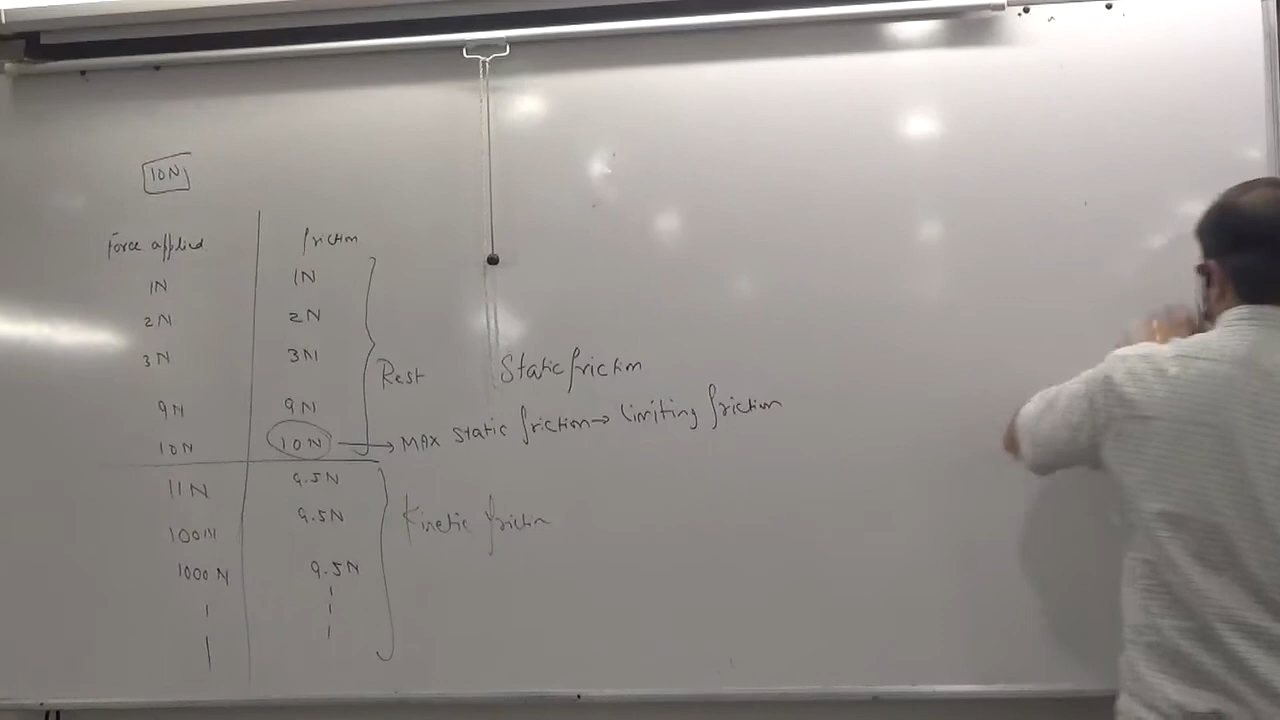 10N
Force applied friction
1N 1N
2N 2N
3N 3N
Rest Static friction
9N 9N
10N 10N → MAX static friction → limiting friction
11N 9.5N
100N 9.5N Kinetic friction
1000N 9.5N